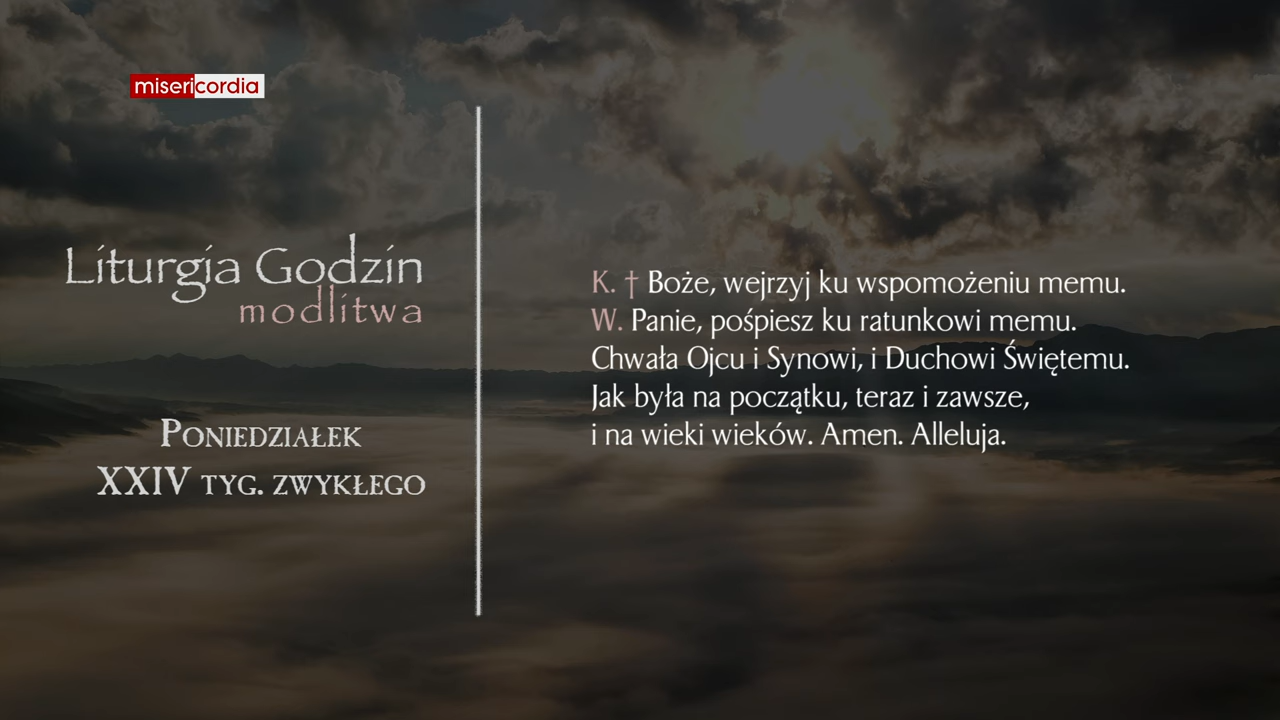 misericordia
Liturgia Godzin
modlitwa
Poniedziałek
XXIV tyg. zwykłego
K. † Boże, wejrzyj ku wspomożeniu memu.
W. Panie, pośpiesz ku ratunkowi memu.
Chwała Ojcu i Synowi, i Duchowi Świętemu.
Jak była na początku, teraz i zawsze,
i na wieki wieków. Amen. Alleluja.